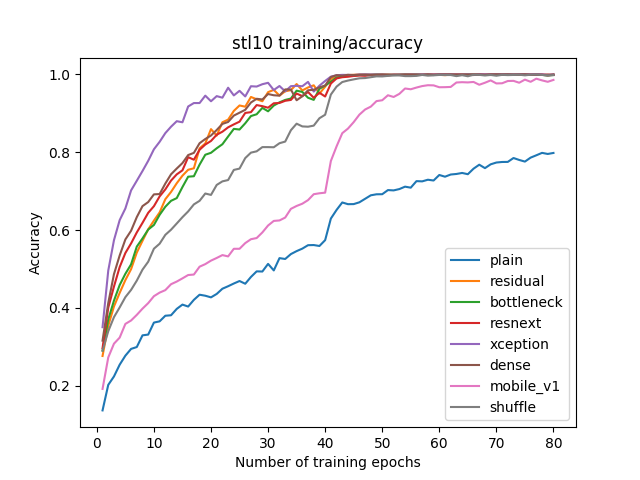 stl10 training/accuracy
Accuracy
1.0
0.8
0.6
0.4
0.2
0 10 20 30 40 50 60 70 80
Number of training epochs
plain
residual
bottleneck
resnext
xception
dense
mobile_v1
shuffle